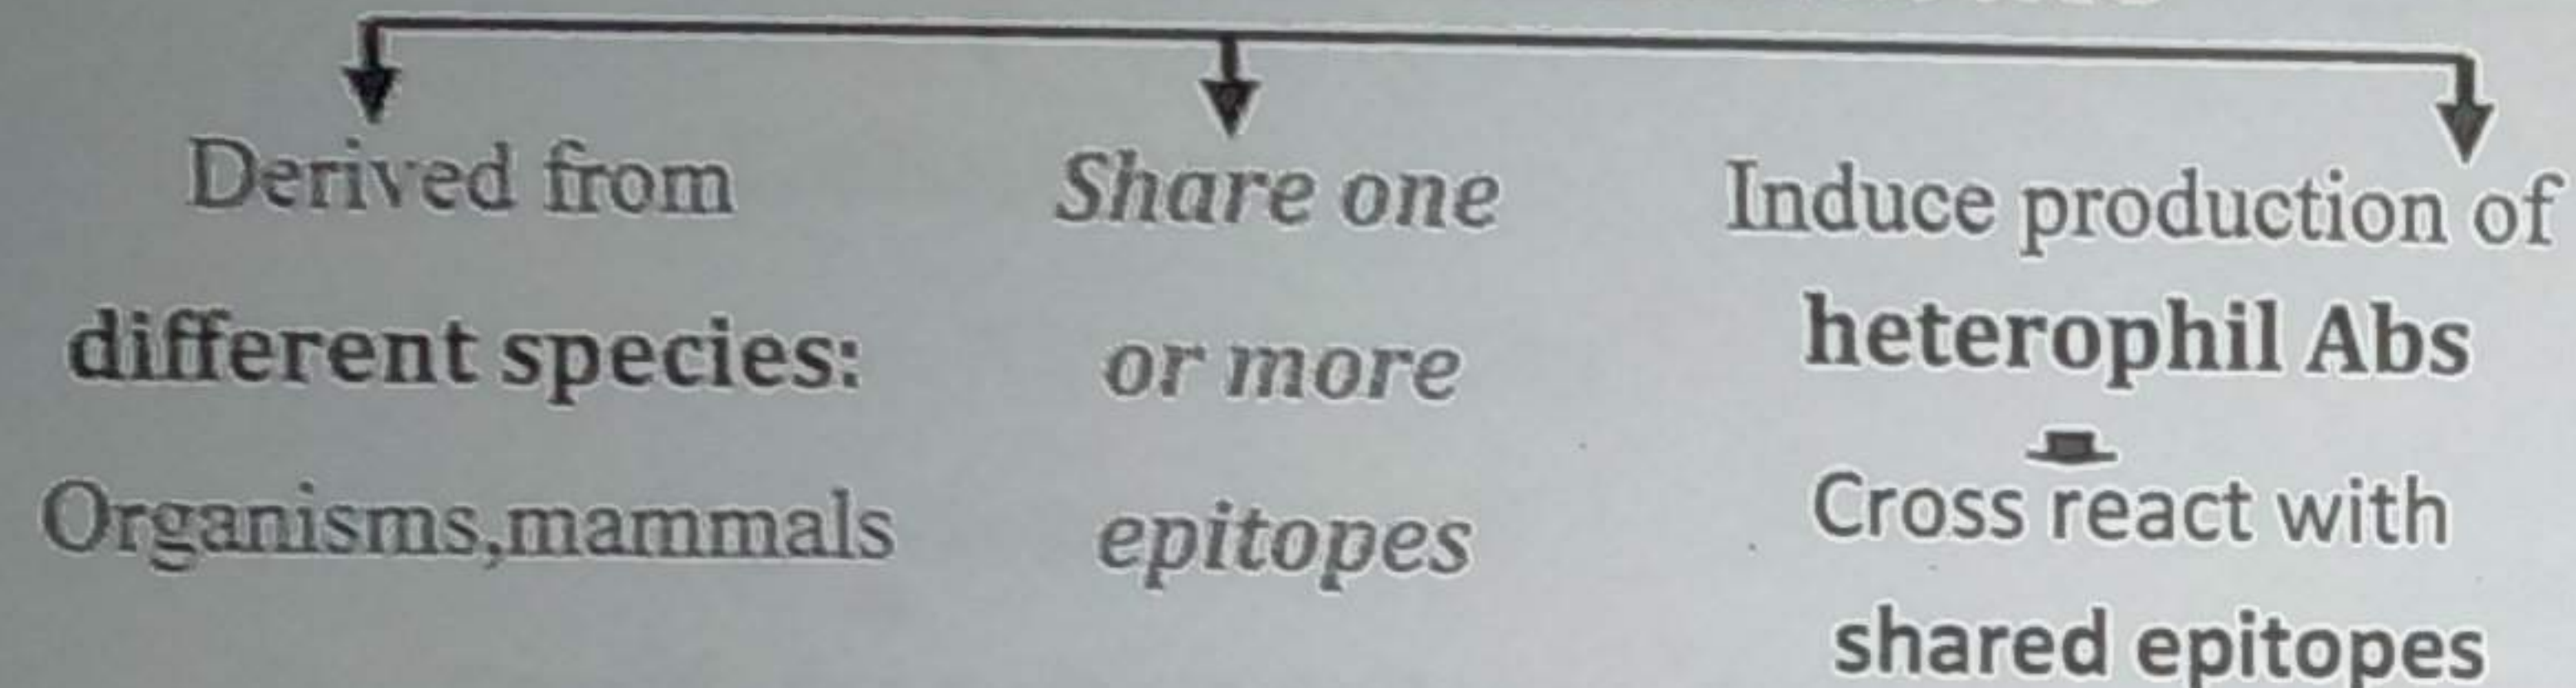 Derived from
different species:
Organisms,mammals
Share one
or more
epitopes
Induce production of
heterophil Abs
Cross react with
shared epitopes